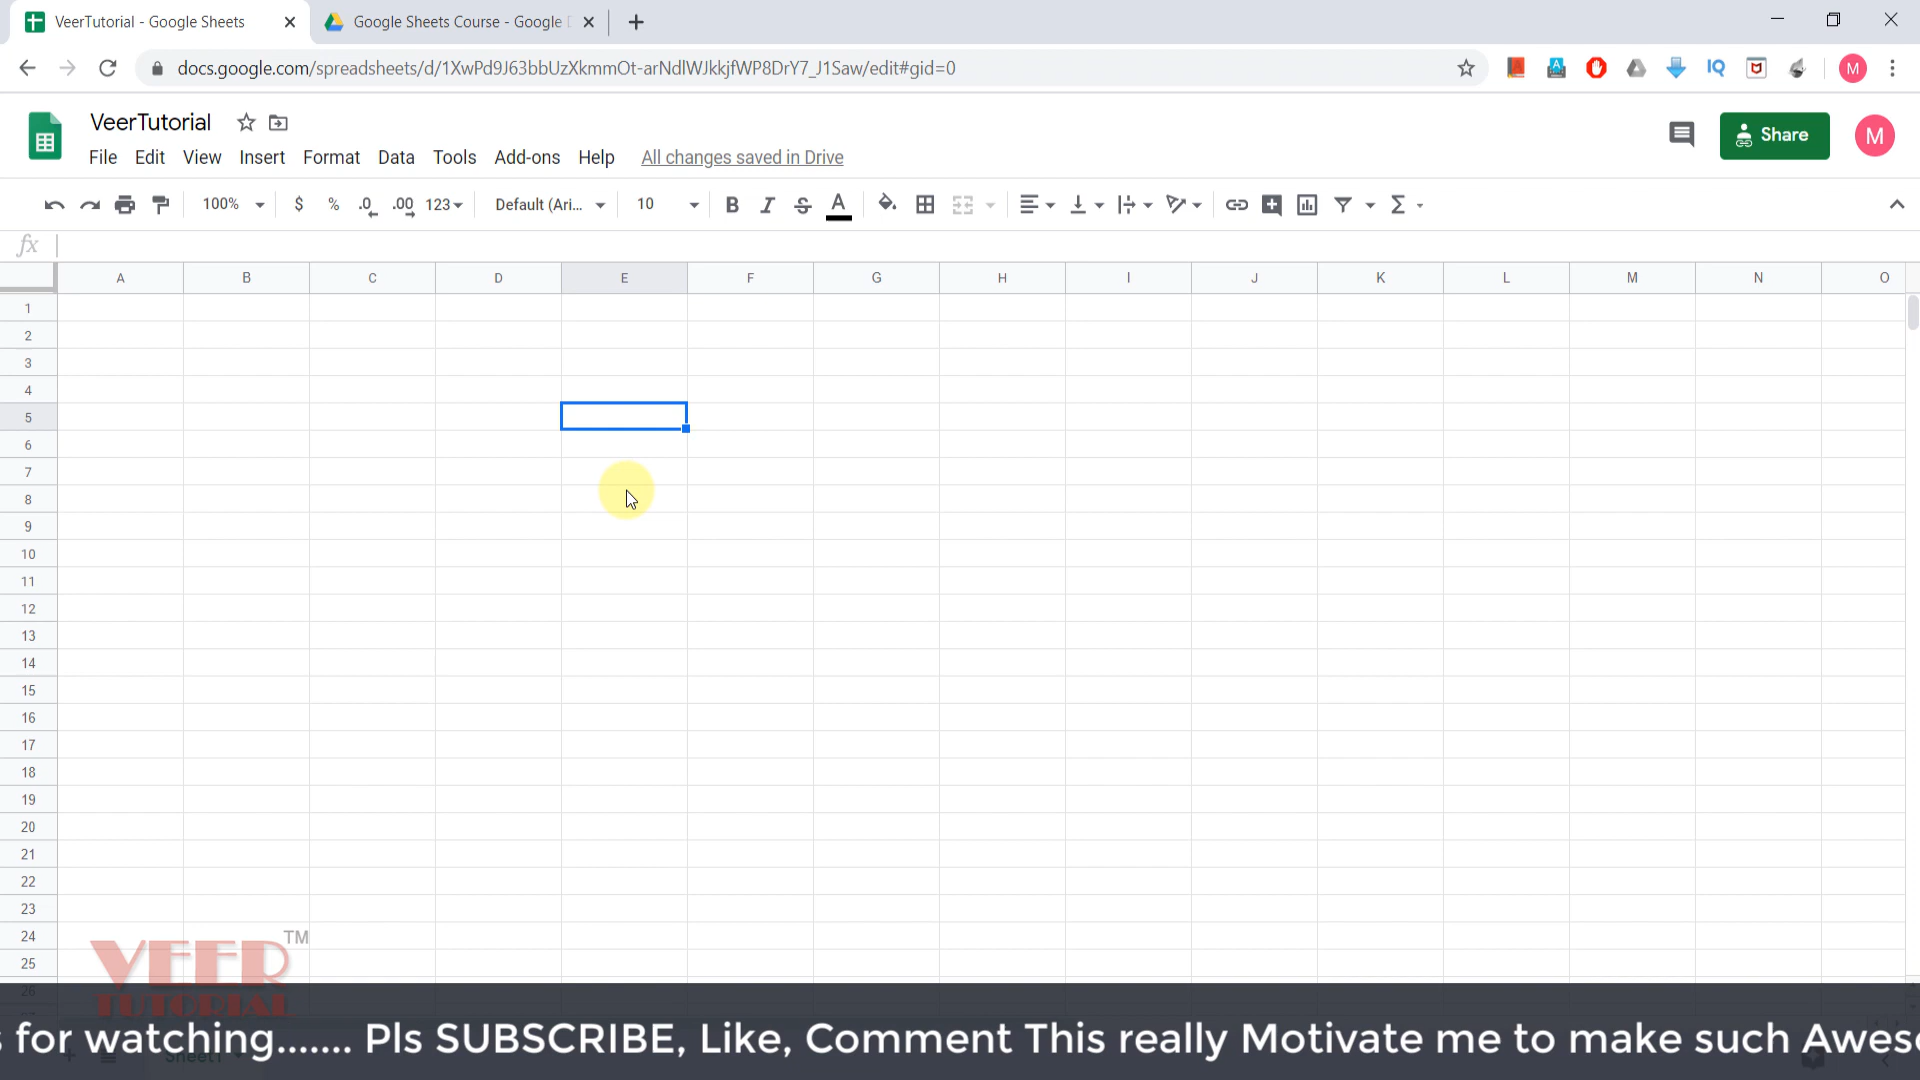 VeerTutorial - Google Sheets
Google Sheets Course - Google
docs.google.com/spreadsheets/d/1XwPd9J63bbUzXkmmOt-arNdlWJkkjfWP8DrY7_J1Saw/edit#gid=0
IQ
M
VeerTutorial
Share
M
File Edit View Insert Format Data Tools Add-ons Help All changes saved in Drive
100% $ % .0 .00 123 Default (Ari... 10 B I S A Σ
fx
A B C D E F G H I J K L M N O
1
2
3
4
5
6
7
8
9
10
11
12
13
14
15
16
17
18
19
20
21
22
23
24
25
26
VEER TM
TUTORIAL
s for watching....... Pls SUBSCRIBE, Like, Comment This really Motivate me to make such Awes
Sheet1